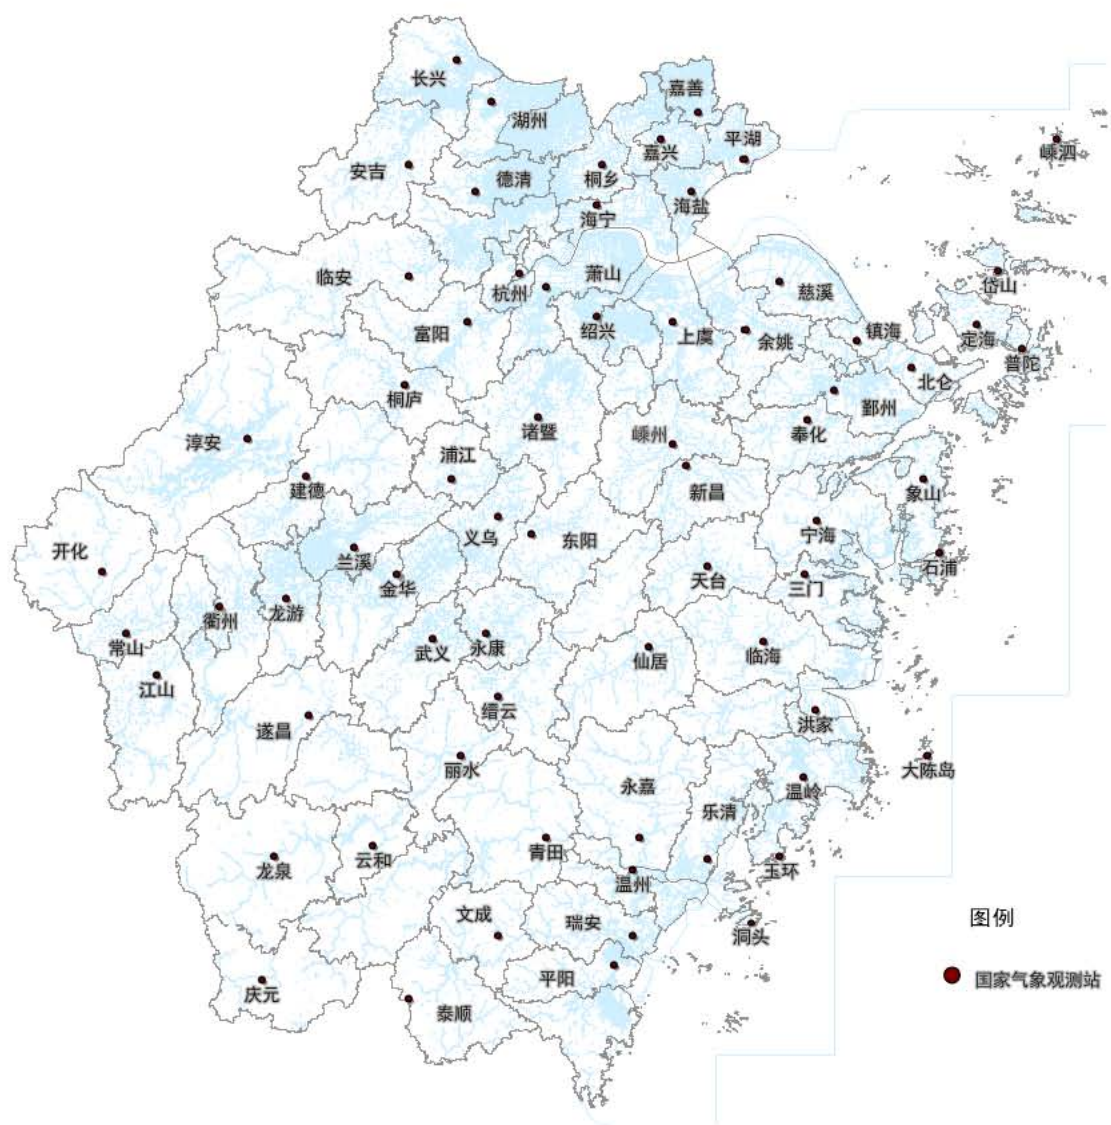 长兴
嘉善
湖州
平湖
嘉兴
嵊泗
安吉
德清
桐乡
海盐
海宁
临安
萧山
岱山
杭州
慈溪
富阳
绍兴
上虞
余姚
镇海
定海
普陀
北仑
桐庐
鄞州
诸暨
嵊州
奉化
淳安
浦江
建德
新昌
象山
义乌
东阳
宁海
开化
兰溪
石浦
金华
天台
三门
龙游
衢州
常山
武义
永康
仙居
临海
江山
缙云
遂昌
洪家
丽水
大陈岛
永嘉
温岭
乐清
青田
云和
龙泉
玉环
温州
文成
瑞安
图例
洞头
平阳
国家气象观测站
庆元
泰顺